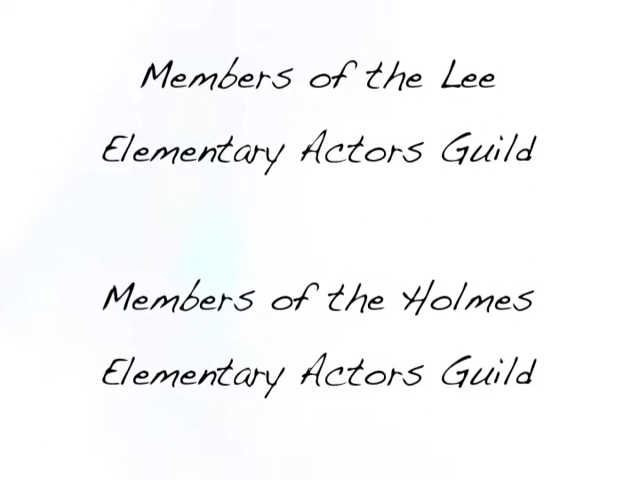 Members of the Lee
Elementary Actors Guild
Members of the Holmes
Elementary Actors Guild